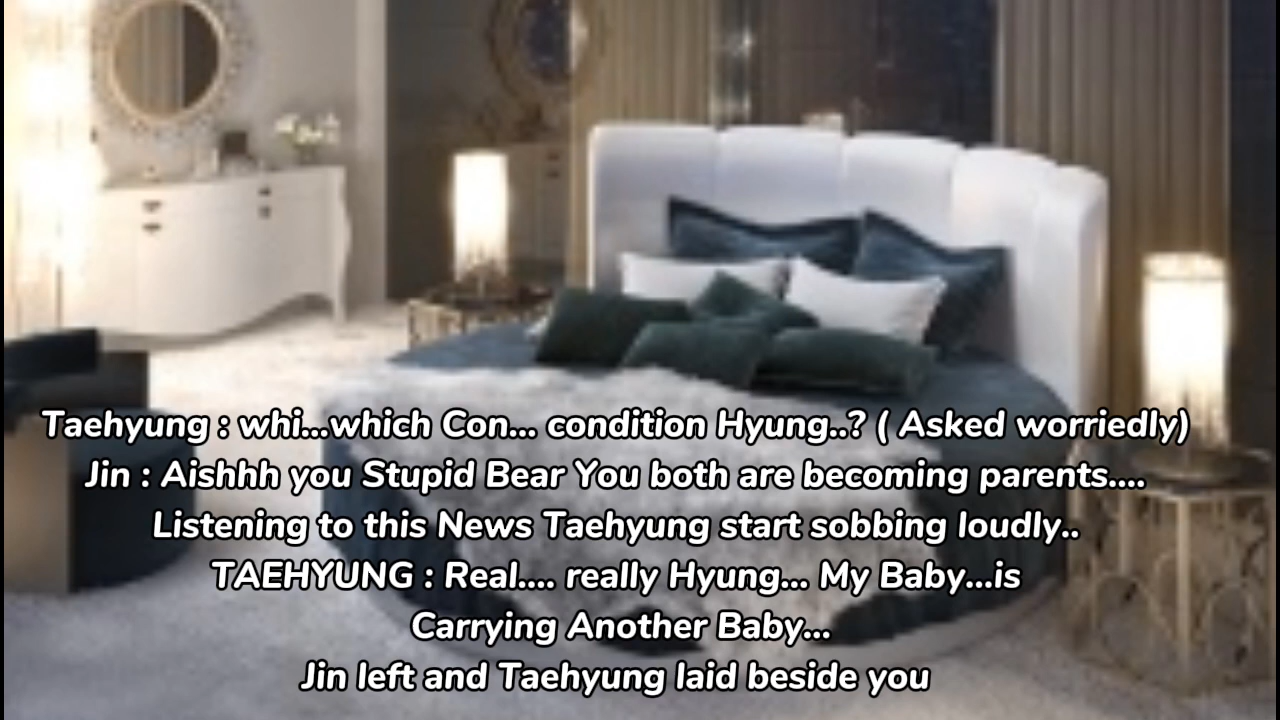 Taehyung : whi...which Con... condition Hyung..? ( Asked worriedly)
Jin : Aishhh you Stupid Bear You both are becoming parents....
Listening to this News Taehyung start sobbing loudly..
TAEHYUNG : Real.... really Hyung... My Baby...is
Carrying Another Baby...
Jin left and Taehyung laid beside you